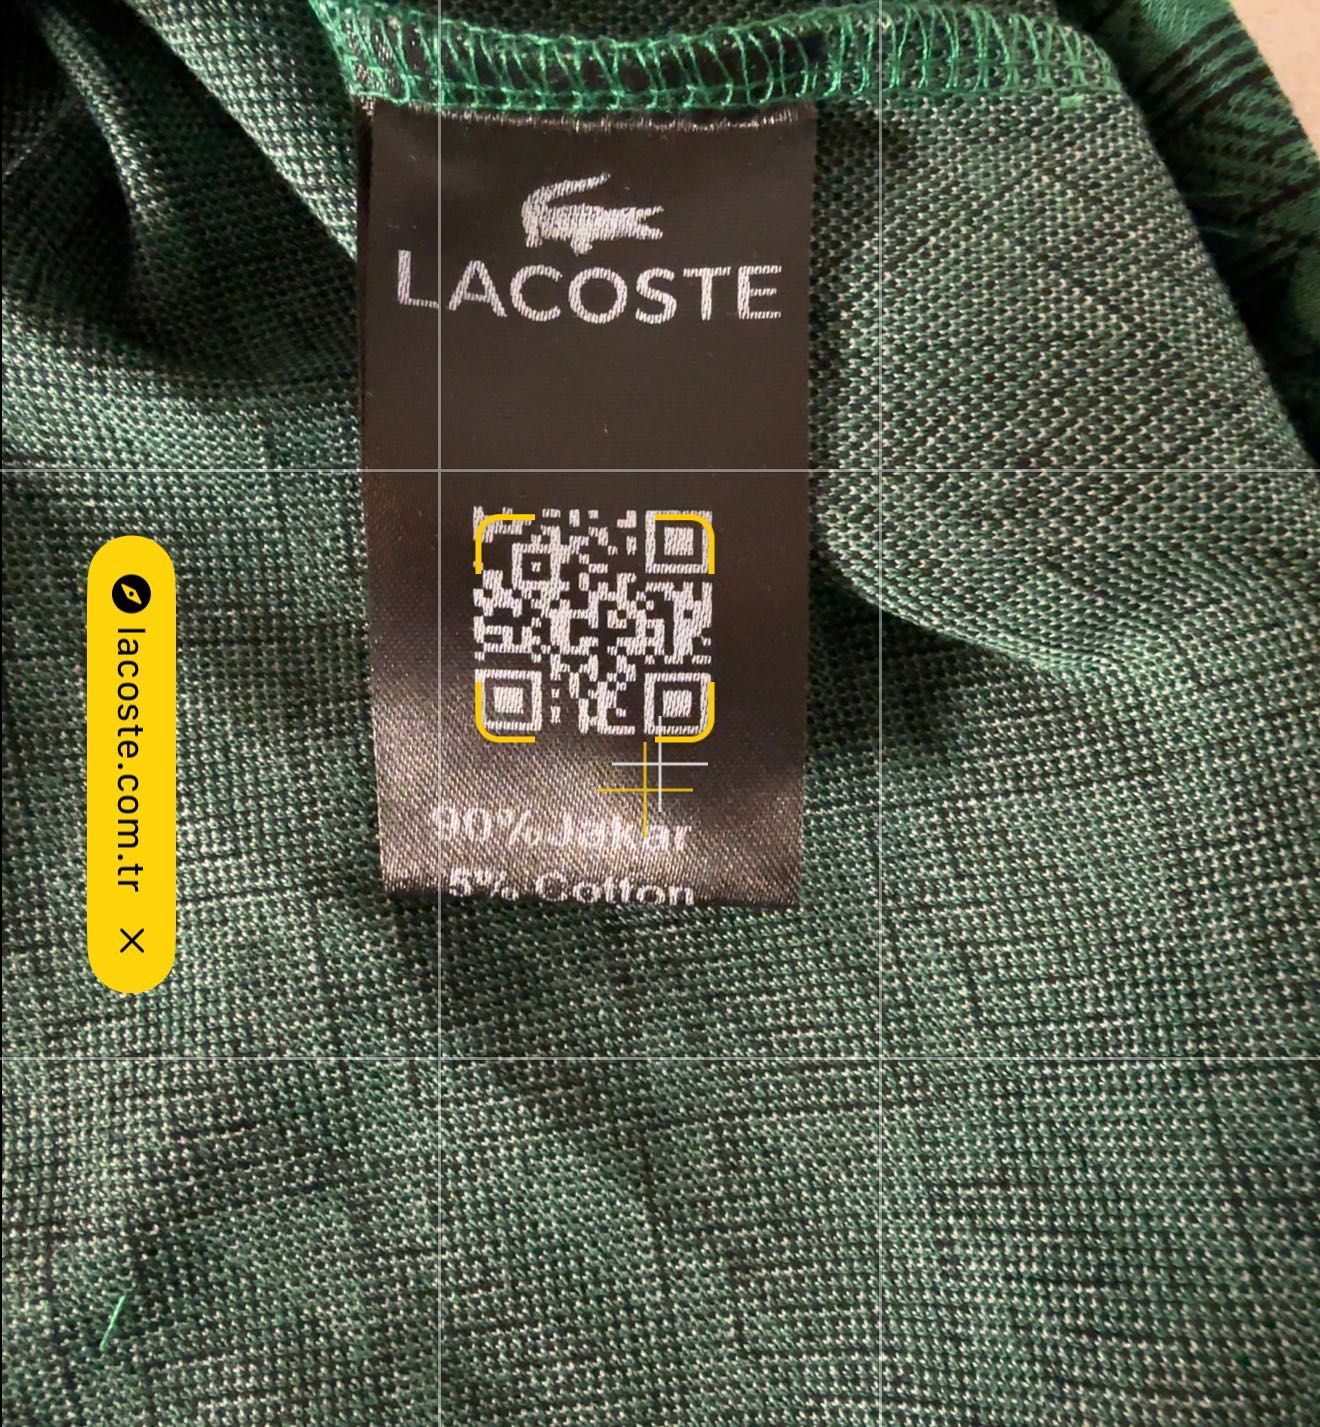 LACOSTE
90% Jakar
5% Cotton
lacoste.com.tr